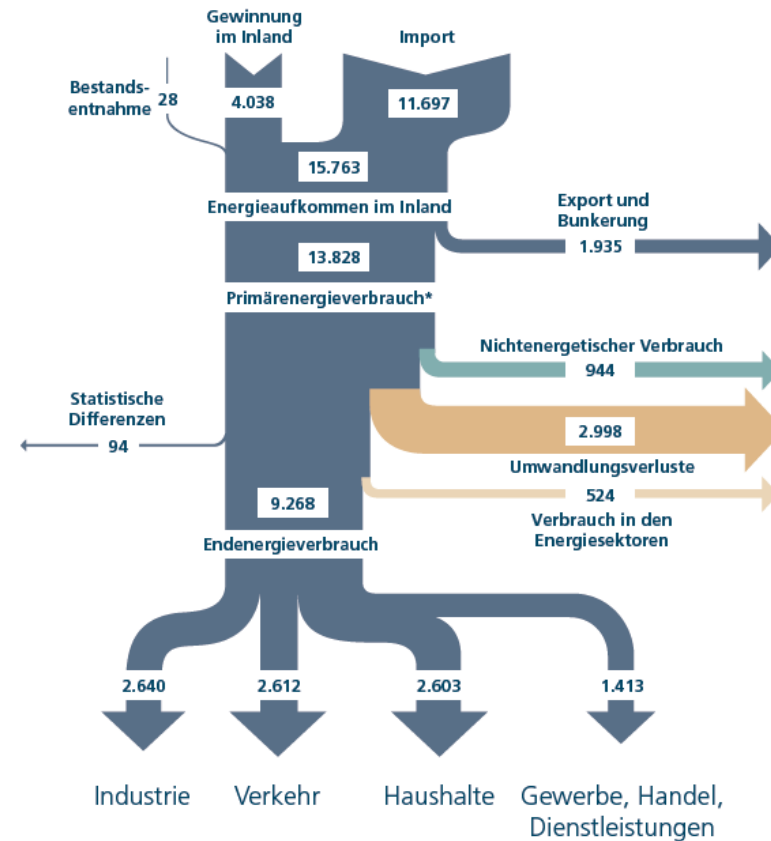 Gewinnung
im Inland
Import
Bestands-
entnahme
28
4.038
11.697
15.763
Energieaufkommen im Inland
Export und
Bunkerung
1.935
13.828
Primärenergieverbrauch*
Nichtenergetischer Verbrauch
944
Statistische
Differenzen
94
2.998
Umwandlungsverluste
524
Verbrauch in den
Energiesektoren
9.268
Endenergieverbrauch
2.640
2.612
2.603
1.413
Industrie
Verkehr
Haushalte
Gewerbe, Handel,
Dienstleistungen